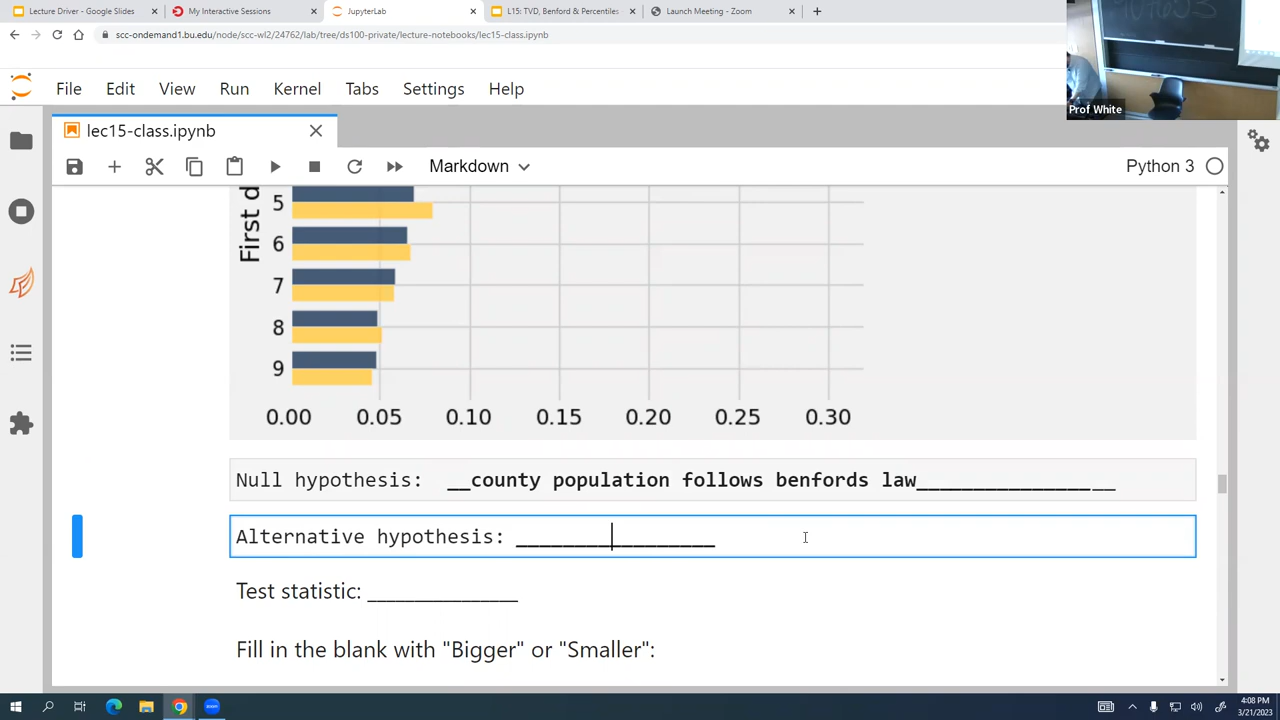 Lecture Driver - Google Slides
My Interactive Sessions
JupyterLab
L15: TVD, Benford & Percentiles
Launch Meeting - Zoom
scc-ondemand1.bu.edu/node/scc-wl2/24762/lab/tree/ds100-private/lecture-notebooks/lec15-class.ipynb
Prof White
File Edit View Run Kernel Tabs Settings Help
lec15-class.ipynb
Markdown
Python 3
First d
5
6
7
8
9
0.00 0.05 0.10 0.15 0.20 0.25 0.30
Null hypothesis: __county population follows benfords law_________________
Alternative hypothesis: _________________
Test statistic: _______________
Fill in the blank with "Bigger" or "Smaller":
4:08 PM
3/21/2023